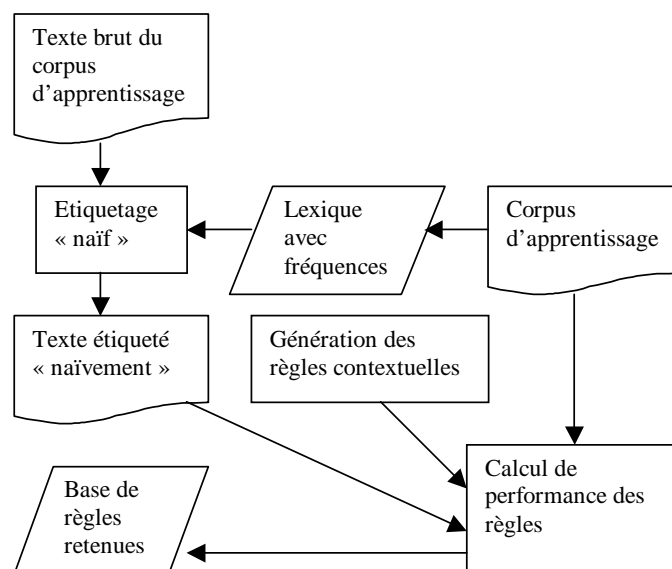 Texte brut du
corpus
d’apprentissage
Etiquetage
« naïf »
Lexique
avec
fréquences
Corpus
d’apprentissage
Texte étiqueté
« naïvement »
Génération des
règles contextuelles
Base de
règles
retenues
Calcul de
performance des
règles